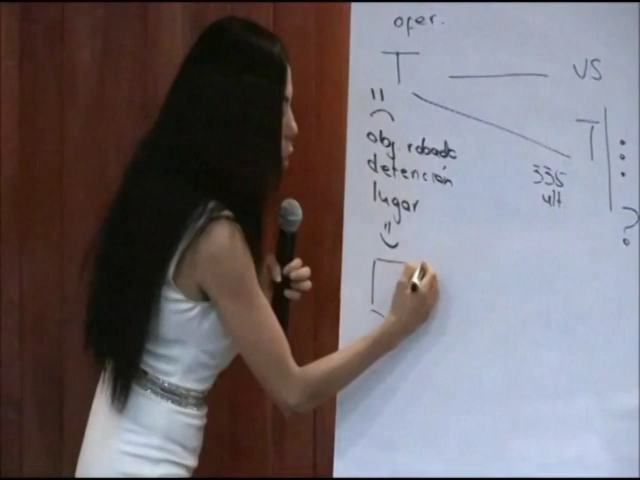 oper.
T
VS
"
T
obj. robado
detención
lugar
335
ult
"
?